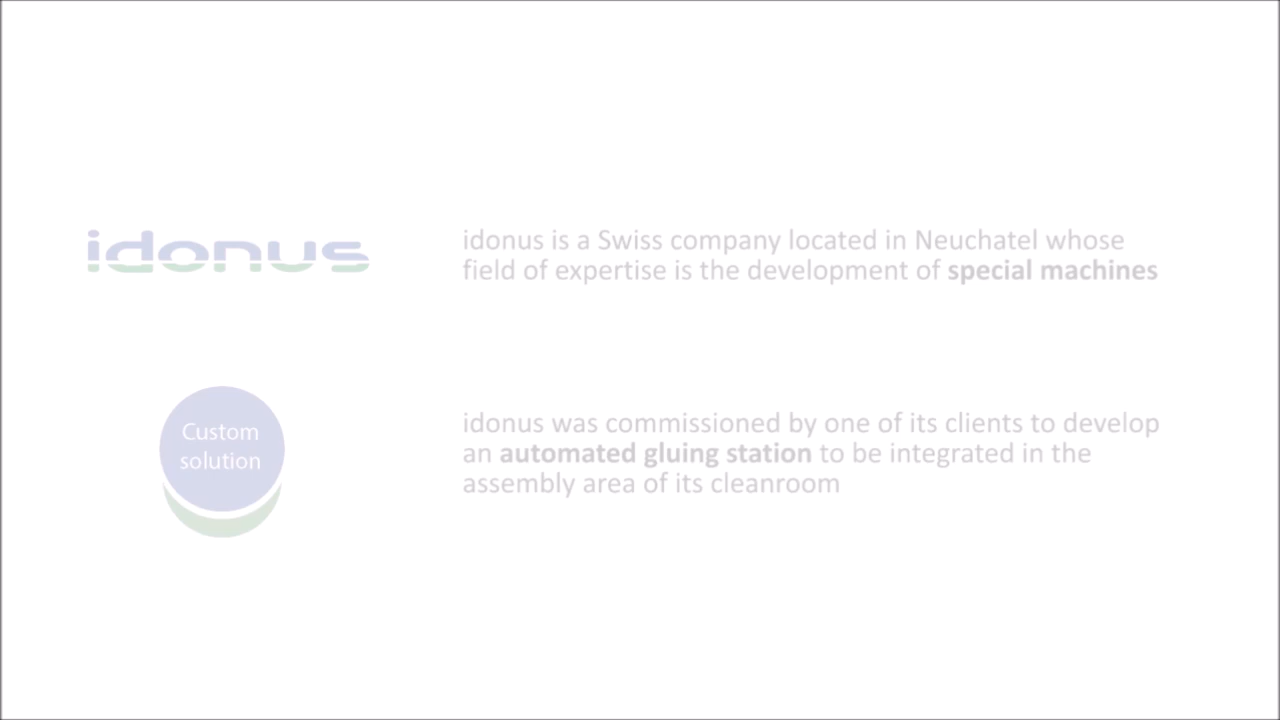 idonus
idonus is a Swiss company located in Neuchatel whose
field of expertise is the development of special machines
Custom
solution
idonus was commissioned by one of its clients to develop
an automated gluing station to be integrated in the
assembly area of its cleanroom